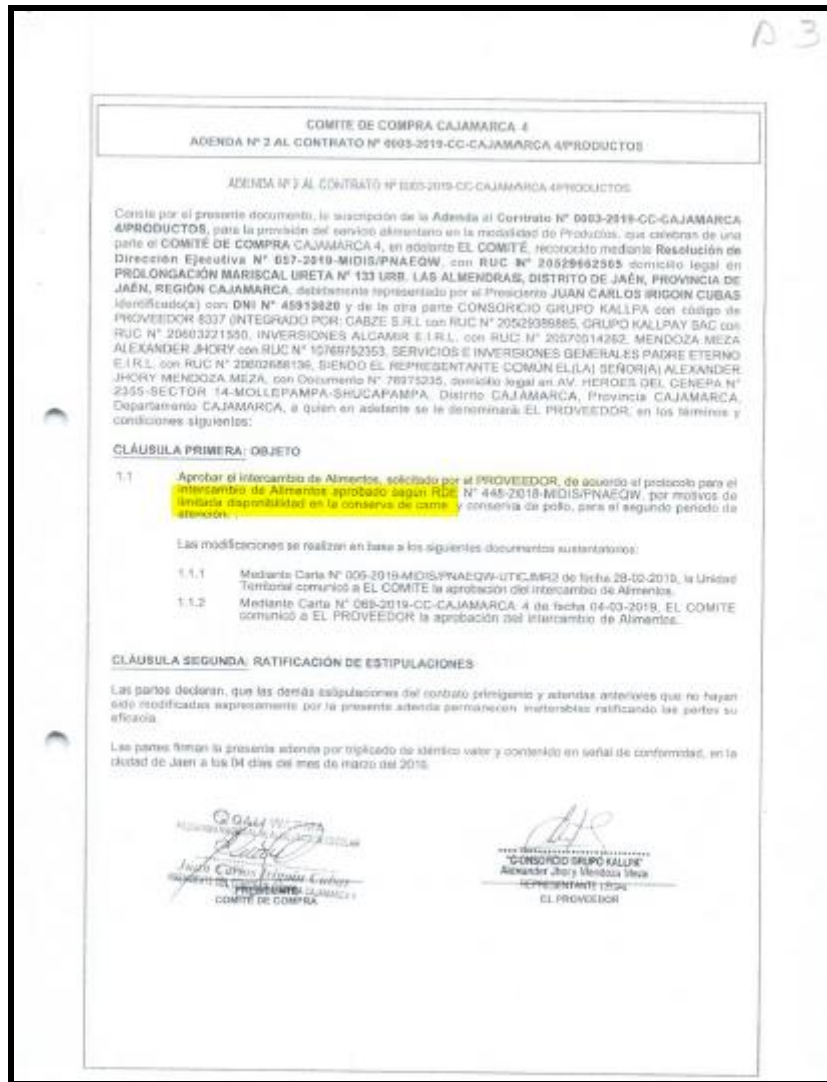 D 3
COMITE DE COMPRA CAJAMARCA 4
ADENDA Nº 2 AL CONTRATO Nº 0003-2019-CC-CAJAMARCA 4/PRODUCTOS
ADENDA Nº 2 AL CONTRATO Nº 0003-2019-CC-CAJAMARCA 4/PRODUCTOS
Conste por el presente documento, la suscripción de la Adenda al Contrato Nº 0003-2019-CC-CAJAMARCA
4/PRODUCTOS, para la provisión del servicio alimentario en la modalidad de Productos, que celebran de una
parte el COMITÉ DE COMPRA CAJAMARCA 4, en adelante EL COMITÉ, reconocido mediante Resolución de
Dirección Ejecutiva Nº 057-2019-MIDIS/PNAEQW, con RUC Nº 20529662565 domicilio legal en
PROLONGACIÓN MARISCAL URETA Nº 133 URB. LAS ALMENDRAS, DISTRITO DE JAÉN, PROVINCIA DE
JAÉN, REGIÓN CAJAMARCA, debidamente representado por el Presidente JUAN CARLOS IRIGOIN CUBAS
identificado(a) con DNI Nº 45913820 y de la otra parte CONSORCIO GRUPO KALLPA con código de
PROVEEDOR 8337 (INTEGRADO POR: CABZE S.R.L con RUC Nº 20529389885, GRUPO KALLPAY SAC con
RUC Nº 20603221550, INVERSIONES ALCAMIR E I.R.L. con RUC Nº 20570014262, MENDOZA MEZA
ALEXANDER JHORY con RUC Nº 10769752353, SERVICIOS E INVERSIONES GENERALES PADRE ETERNO
E.I.R.L. con RUC Nº 20602668136, SIENDO EL REPRESENTANTE COMÚN EL(LA) SEÑOR(A) ALEXANDER
JHORY MENDOZA MEZA, con Documento Nº 76975235, domicilio legal en AV. HEROES DEL CENEPA Nº
2355-SECTOR 14-MOLLEPAMPA-SHUCAPAMPA, Distrito CAJAMARCA, Provincia CAJAMARCA,
Departamento CAJAMARCA, a quien en adelante se le denominará EL PROVEEDOR, en los términos y
condiciones siguientes:
CLÁUSULA PRIMERA: OBJETO
1.1 Aprobar el intercambio de Alimentos, solicitado por el PROVEEDOR, de acuerdo el protocolo para el
intercambio de Alimentos aprobado según RDE Nº 448-2018-MIDIS/PNAEQW, por motivos de
limitada disponibilidad en la conserva de carne y conserva de pollo, para el segundo periodo de
atención.
Las modificaciones se realizan en base a los siguientes documentos sustentatorios:
1.1.1 Mediante Carta Nº 006-2019-MIDIS/PNAEQW-UTCJMR2 de fecha 28-02-2019, la Unidad
Territorial comunicó a EL COMITE la aprobación del intercambio de Alimentos.
1.1.2 Mediante Carta Nº 069-2019-CC-CAJAMARCA 4 de fecha 04-03-2019, EL COMITE
comunicó a EL PROVEEDOR la aprobación del intercambio de Alimentos.
CLÁUSULA SEGUNDA: RATIFICACIÓN DE ESTIPULACIONES
Las partes declaran, que las demás estipulaciones del contrato primigenio y adendas anteriores que no hayan
sido modificadas expresamente por la presente adenda permanecen inalterables ratificando las partes su
eficacia.
Las partes firman la presente adenda por triplicado de idéntico valor y contenido en señal de conformidad, en la
ciudad de Jaen a los 04 días del mes de marzo del 2019.
QALI WARMA
Juan Carlos Irigoin Cubas
PRESIDENTE
COMITÉ DE COMPRA
"CONSORCIO GRUPO KALLPA"
Alexander Jhory Mendoza Meza
REPRESENTANTE LEGAL
EL PROVEEDOR